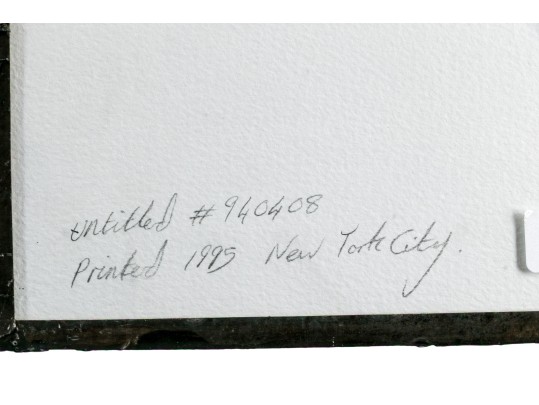 untitled #940408
Printed 1995 New York City.